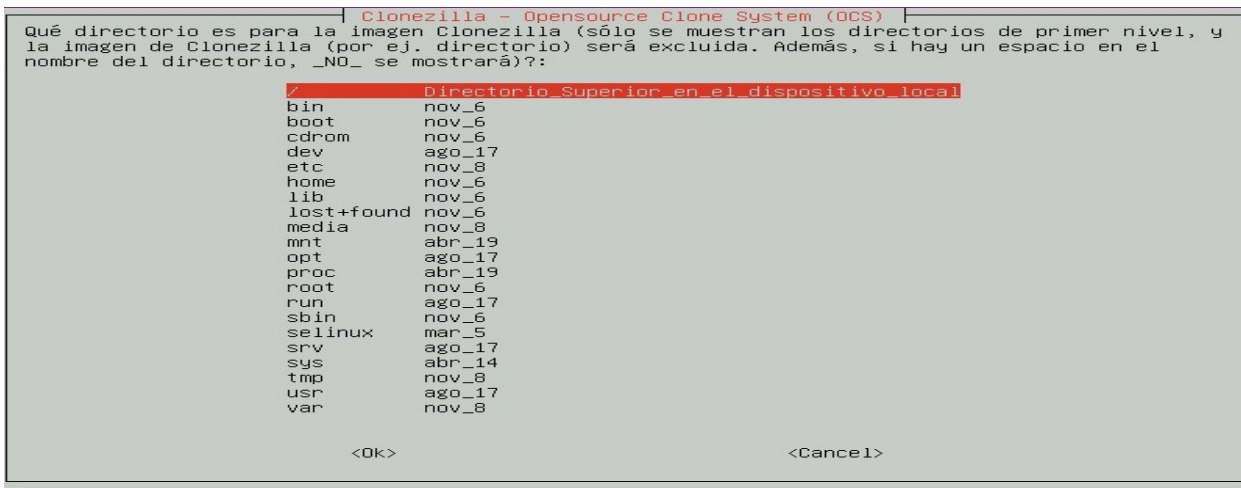 Clonezilla - Opensource Clone System (OCS)
Qué directorio es para la imagen Clonezilla (sólo se muestran los directorios de primer nivel, y
la imagen de Clonezilla (por ej. directorio) será excluida. Además, si hay un espacio en el
nombre del directorio, _NO_ se mostrará)?:
/ Directorio_Superior_en_el_dispositivo_local
bin nov_6
boot nov_6
cdrom nov_6
dev ago_17
etc nov_8
home nov_6
lib nov_6
lost+found nov_6
media nov_8
mnt abr_19
opt ago_17
proc abr_19
root nov_6
run ago_17
sbin nov_6
selinux mar_5
srv ago_17
sys abr_14
tmp nov_8
usr ago_17
var nov_8
<Ok> <Cancel>